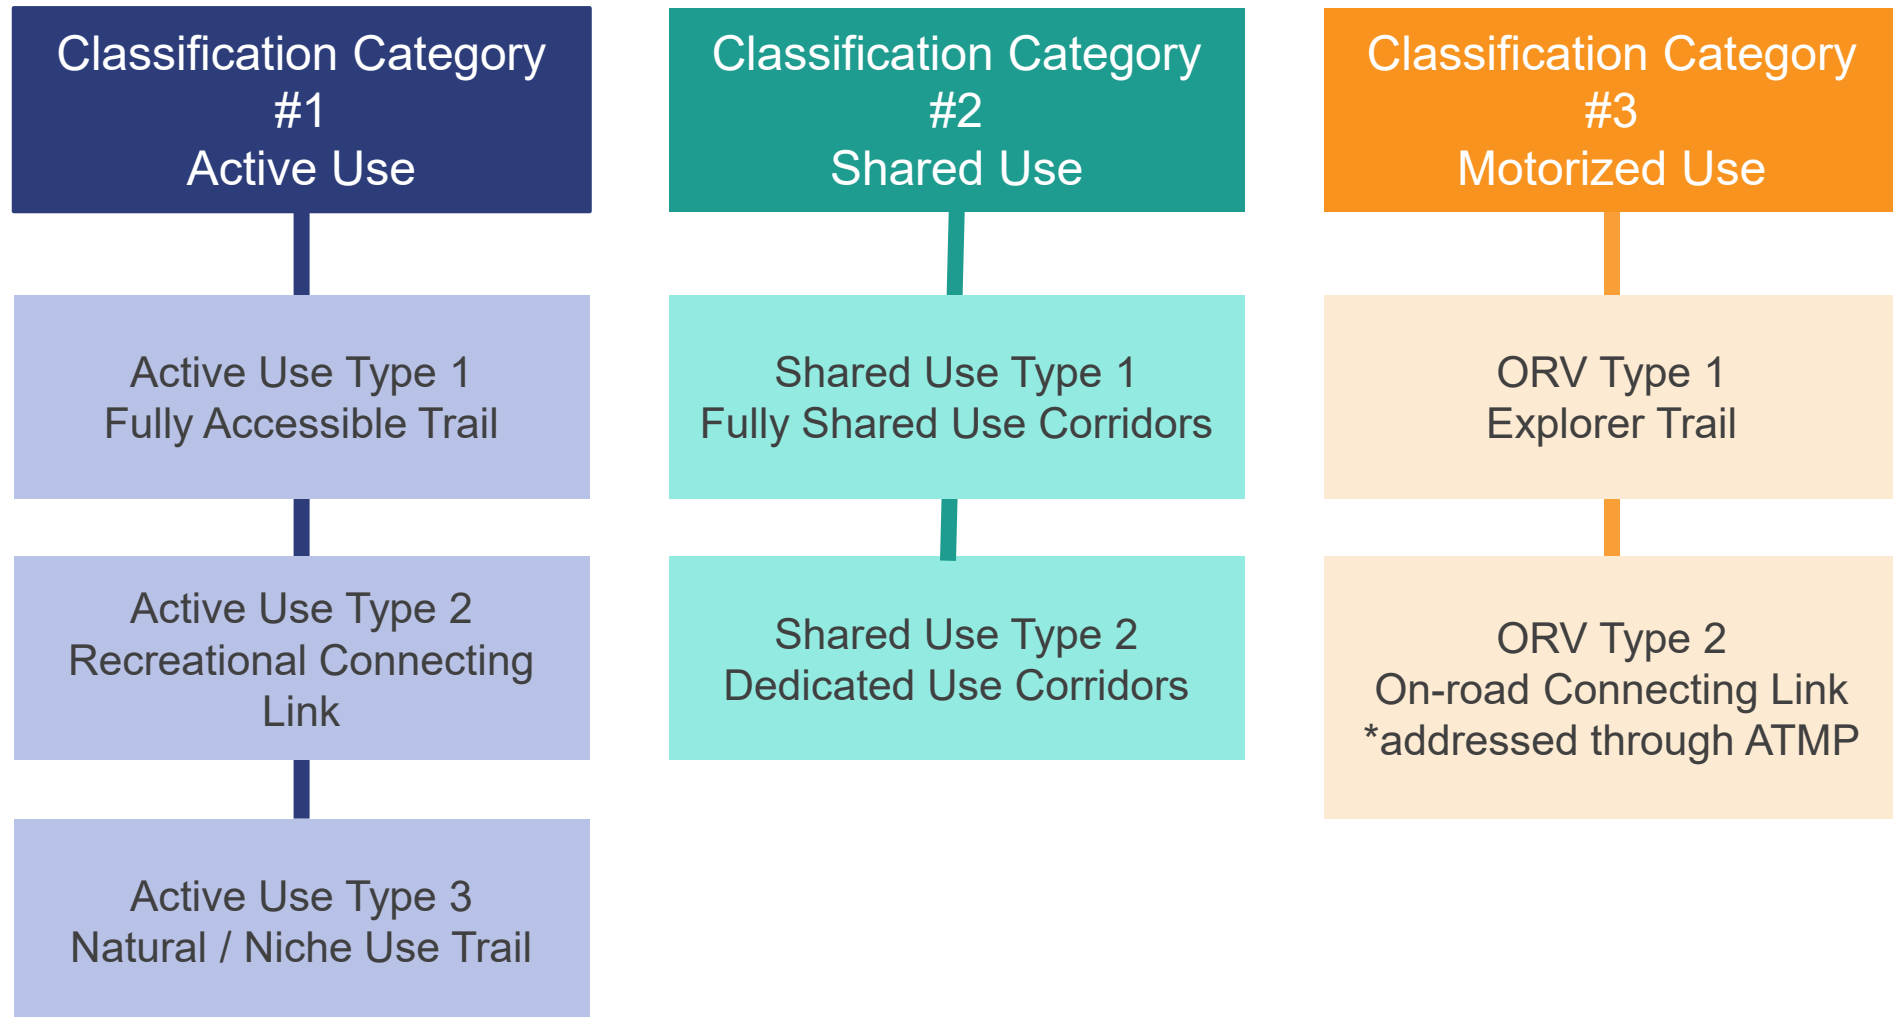 Classification Category
#1
Active Use
Active Use Type 1
Fully Accessible Trail
Active Use Type 2
Recreational Connecting
Link
Active Use Type 3
Natural / Niche Use Trail
Classification Category
#2
Shared Use
Shared Use Type 1
Fully Shared Use Corridors
Shared Use Type 2
Dedicated Use Corridors
Classification Category
#3
Motorized Use
ORV Type 1
Explorer Trail
ORV Type 2
On-road Connecting Link
*addressed through ATMP